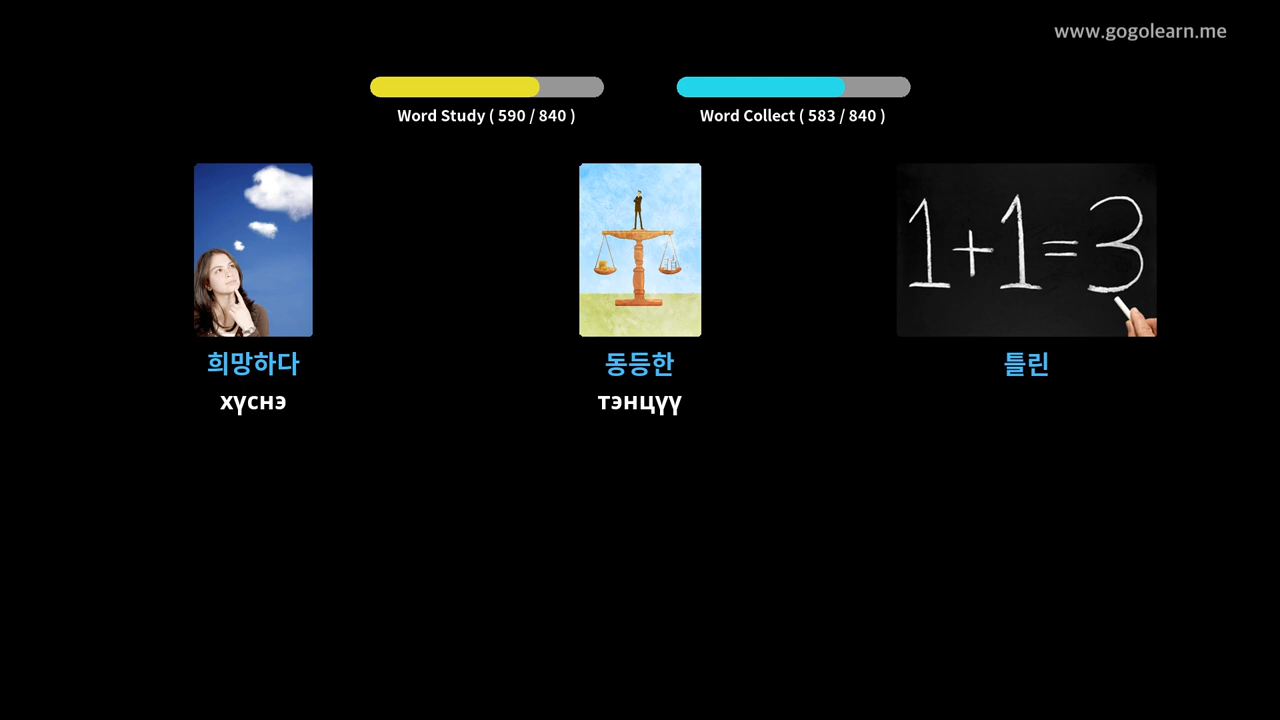 www.gogolearn.me
Word Study ( 590 / 840 )
Word Collect ( 583 / 840 )
1+1=3
희망하다
동등한
틀린
хүснэ
тэнцүү